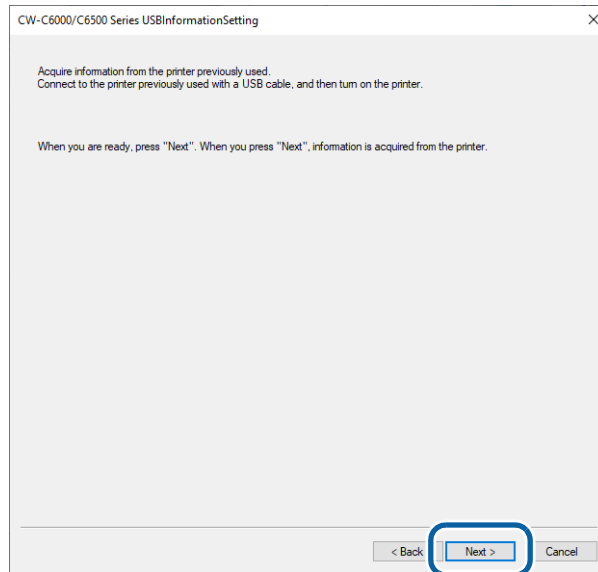 CW-C6000/C6500 Series USBInformationSetting
Acquire information from the printer previously used.
Connect to the printer previously used with a USB cable, and then turn on the printer.
When you are ready, press "Next". When you press "Next", information is acquired from the printer.
< Back
Next >
Cancel